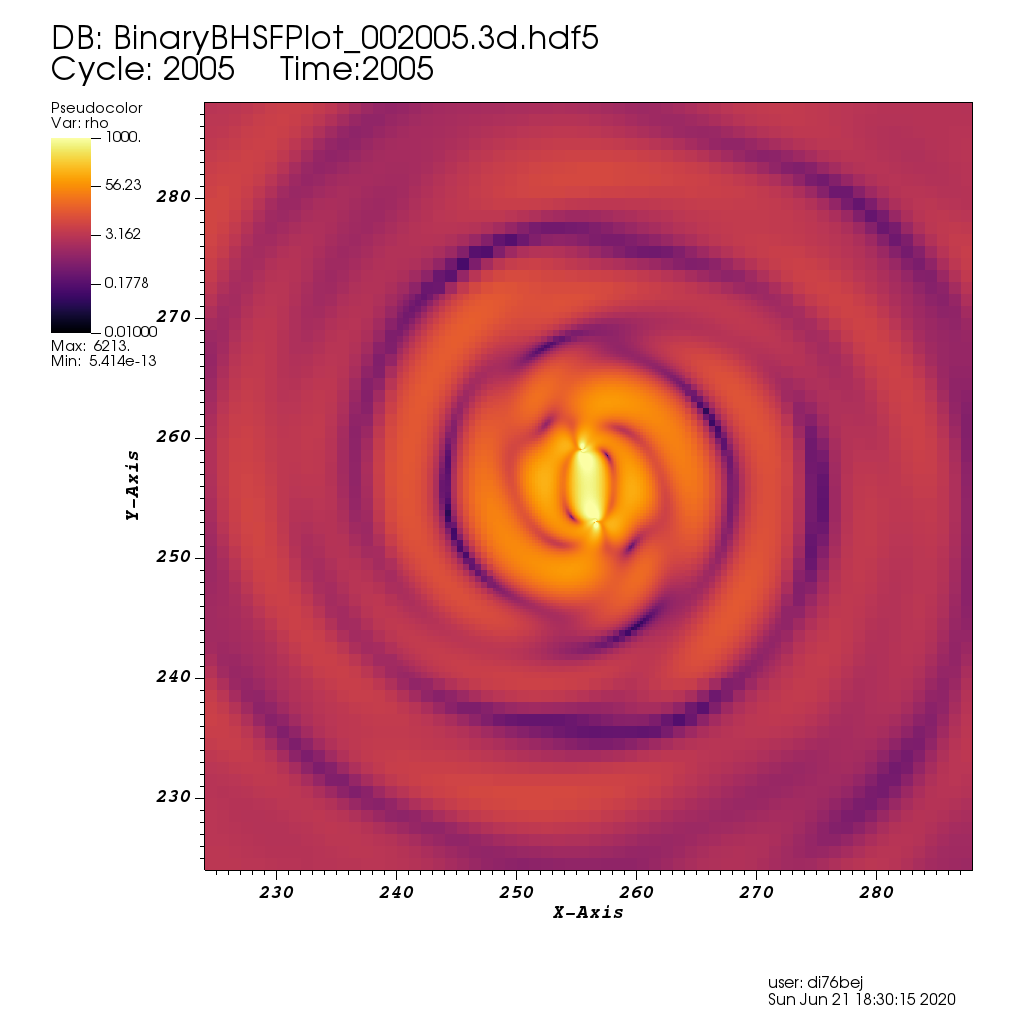 DB: BinaryBHSFPlot_002005.3d.hdf5
Cycle: 2005 Time:2005
Pseudocolor
Var: rho
1000.
56.23
3.162
0.1778
0.01000
Max: 6213.
Min: 5.414e-13
280
270
260
250
240
230
Y-Axis
230 240 250 260 270 280
X-Axis
user: di76bej
Sun Jun 21 18:30:15 2020